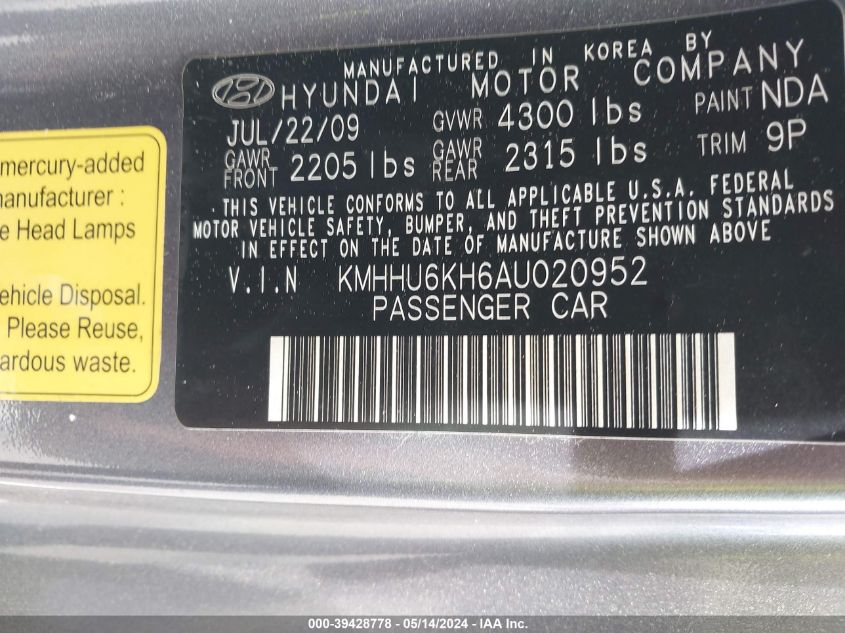 MANUFACTURED IN KOREA BY
HYUNDAI MOTOR COMPANY
JUL/22/09 GVWR 4300 lbs PAINT NDA
GAWR FRONT 2205 lbs GAWR REAR 2315 lbs TRIM 9P
THIS VEHICLE CONFORMS TO ALL APPLICABLE U.S.A. FEDERAL
MOTOR VEHICLE SAFETY, BUMPER, AND THEFT PREVENTION STANDARDS
IN EFFECT ON THE DATE OF MANUFACTURE SHOWN ABOVE
V.I.N KMHHU6KH6AU020952
PASSENGER CAR
mercury-added
manufacturer :
e Head Lamps
ehicle Disposal.
Please Reuse,
ardous waste.
000-39428778 - 05/14/2024 - IAAI.com